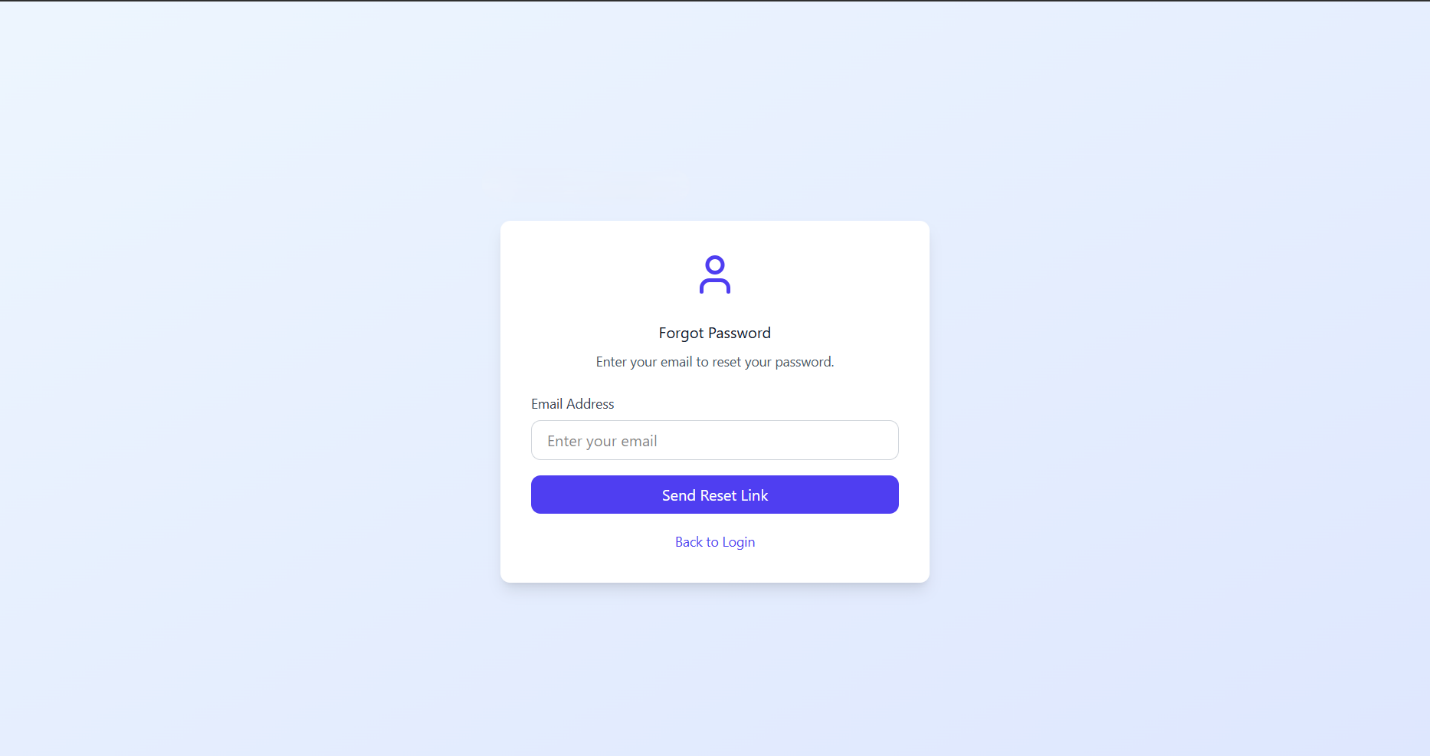 Forgot Password
Enter your email to reset your password.
Email Address
Enter your email
Send Reset Link
Back to Login